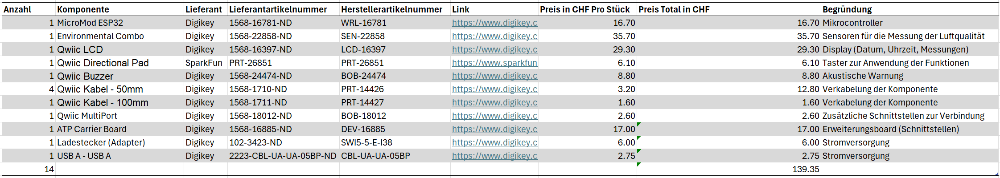 Anzahl Komponente Lieferant Lieferantartikelnummer Herstellerartikelnummer Link Preis in CHF Pro Stück Preis Total in CHF Begründung
1 MicroMod ESP32 Digikey 1568-16781-ND WRL-16781 https://www.digikey.c 16.70 16.70 Mikrocontroller
1 Environmental Combo Digikey 1568-22858-ND SEN-22858 https://www.digikey.c 35.70 35.70 Sensoren für die Messung der Luftqualität
1 Qwiic LCD Digikey 1568-16397-ND LCD-16397 https://www.digikey.c 29.30 29.30 Display (Datum, Uhrzeit, Messungen)
1 Qwiic Directional Pad SparkFun PRT-26851 PRT-26851 https://www.sparkfun 6.10 6.10 Taster zur Anwendung der Funktionen
1 Qwiic Buzzer Digikey 1568-24474-ND BOB-24474 https://www.digikey.c 8.80 8.80 Akustische Warnung
4 Qwiic Kabel - 50mm Digikey 1568-1710-ND PRT-14426 https://www.digikey.c 3.20 12.80 Verkabelung der Komponente
1 Qwiic Kabel - 100mm Digikey 1568-1711-ND PRT-14427 https://www.digikey.c 1.60 1.60 Verkabelung der Komponente
1 Qwiic MultiPort Digikey 1568-18012-ND BOB-18012 https://www.digikey.c 2.60 2.60 Zusätzliche Schnittstellen zur Verbindung
1 ATP Carrier Board Digikey 1568-16885-ND DEV-16885 https://www.digikey.c 17.00 17.00 Erweiterungsboard (Schnittstellen)
1 Ladestecker (Adapter) Digikey 102-3423-ND SWI5-5-E-I38 https://www.digikey.c 6.00 6.00 Stromversorgung
1 USB A - USB A Digikey 2223-CBL-UA-UA-05BP-ND CBL-UA-UA-05BP https://www.digikey.c 2.75 2.75 Stromversorgung
14 139.35